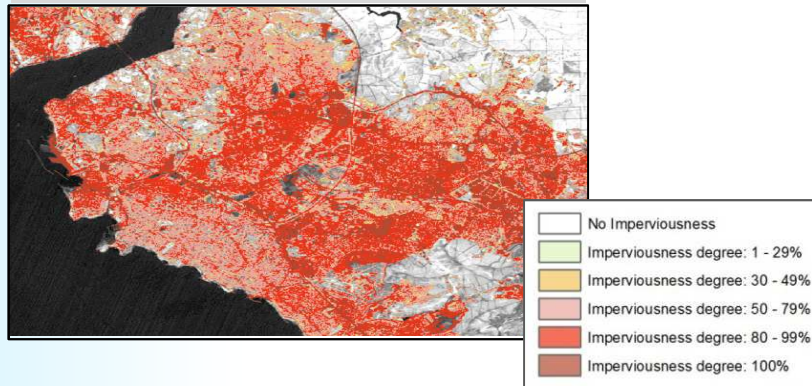 No Imperviousness
Imperviousness degree: 1 - 29%
Imperviousness degree: 30 - 49%
Imperviousness degree: 50 - 79%
Imperviousness degree: 80 - 99%
Imperviousness degree: 100%